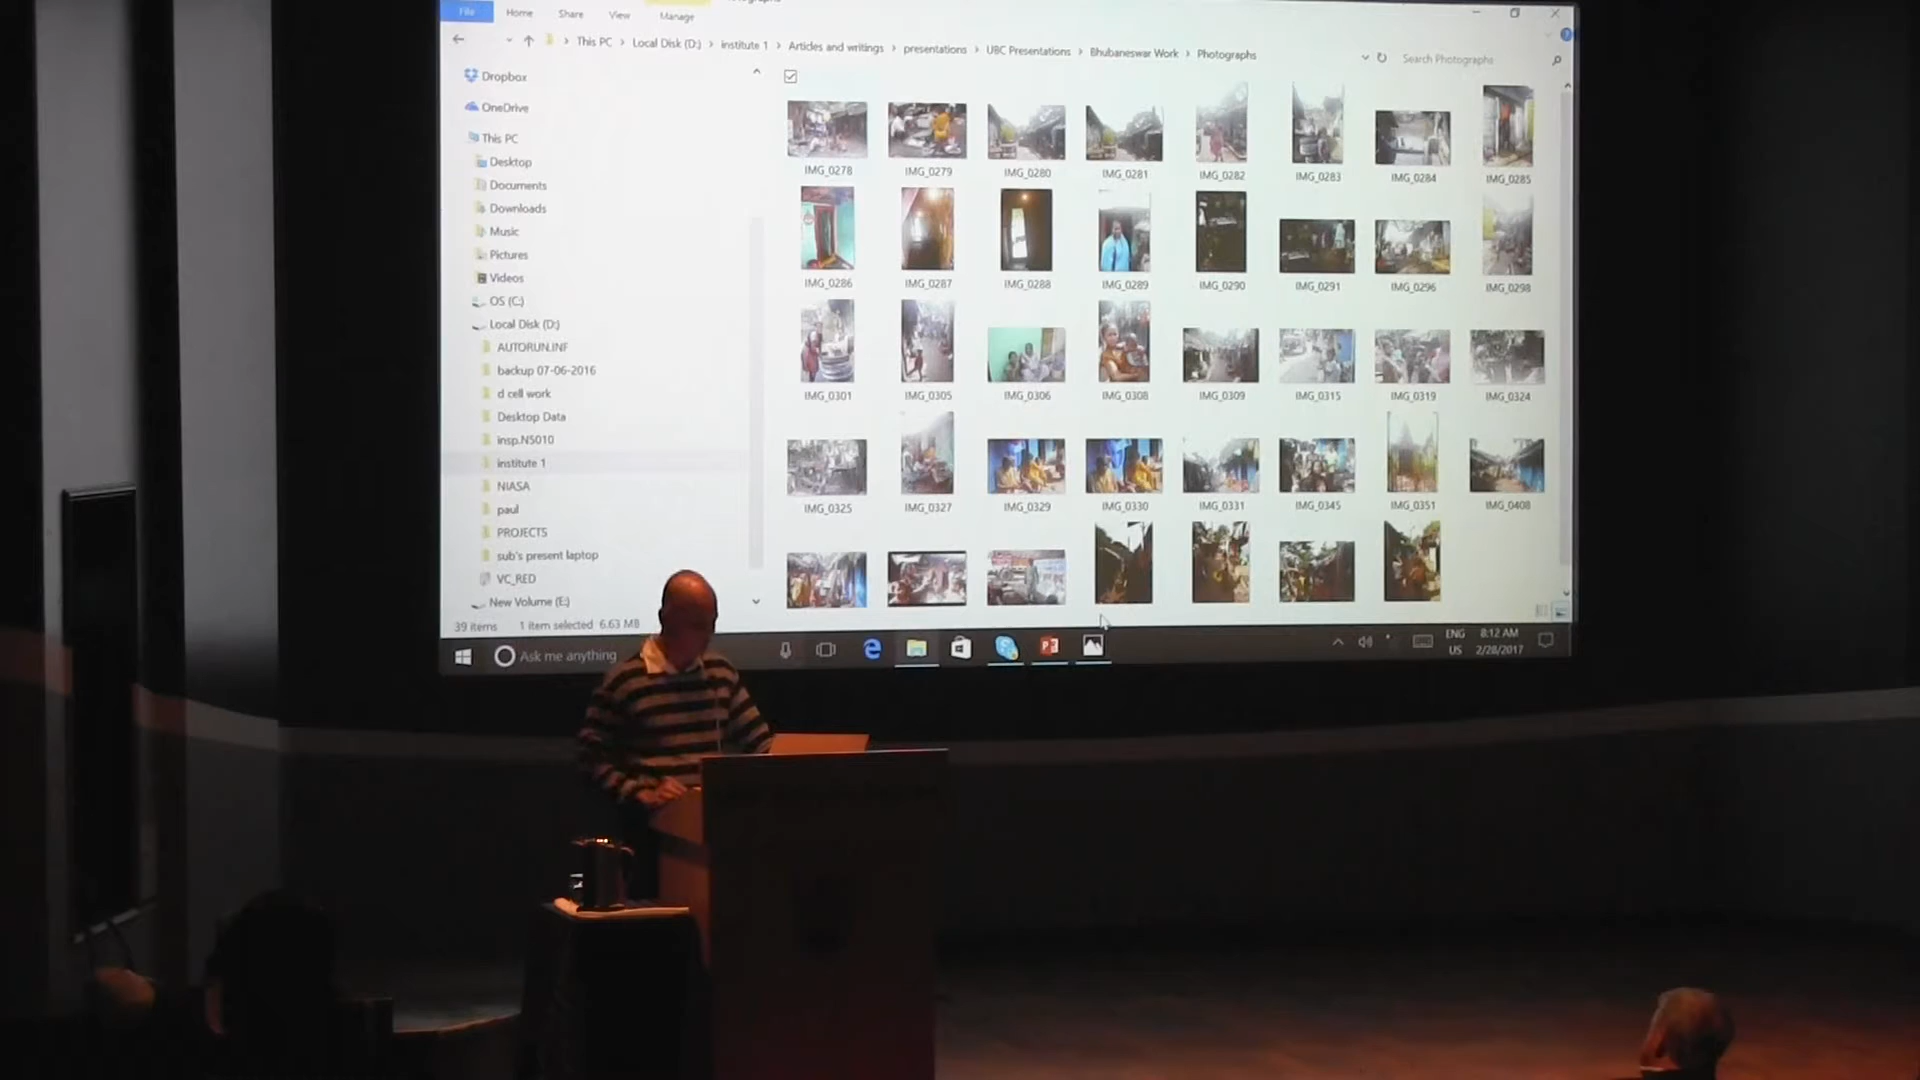 File Home Share View Manage
This PC Local Disk (D:) institute 1 Articles and writings presentations UBC Presentations Bhubaneswar Work Photographs
Search Photographs
Dropbox
OneDrive
This PC
Desktop
Documents
Downloads
Music
Pictures
Videos
OS (C:)
Local Disk (D:)
AUTORUN.INF
backup 07-06-2016
d cell work
Desktop Data
insp.N5010
institute 1
NIASA
paul
PROJECTS
sub's present laptop
VC_RED
New Volume (E:)
IMG_0278 IMG_0279 IMG_0280 IMG_0281 IMG_0282 IMG_0283 IMG_0284 IMG_0285
IMG_0286 IMG_0287 IMG_0288 IMG_0289 IMG_0290 IMG_0291 IMG_0296 IMG_0298
IMG_0301 IMG_0305 IMG_0306 IMG_0308 IMG_0309 IMG_0315 IMG_0319 IMG_0324
IMG_0325 IMG_0327 IMG_0329 IMG_0330 IMG_0331 IMG_0345 IMG_0351 IMG_0408
39 items 1 item selected 6.63 MB
Ask me anything
ENG
US
8:12 AM
2/28/2017